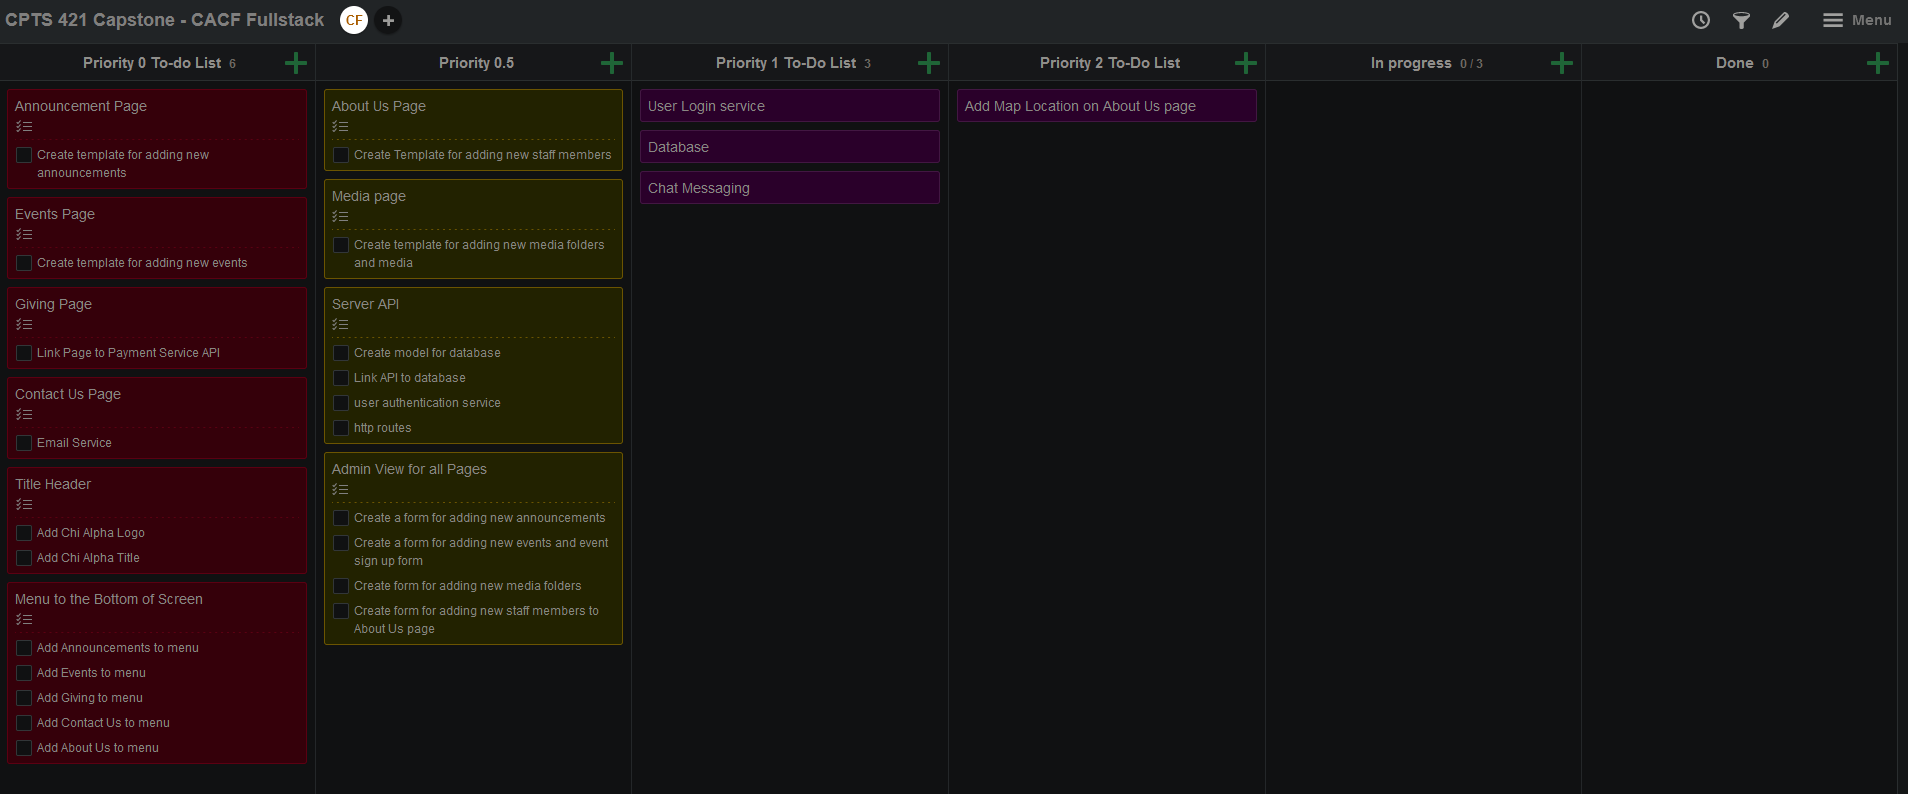 CPTS 421 Capstone - CACF Fullstack
CF
Menu
Priority 0 To-do List 6
Announcement Page
Create template for adding new
announcements
Events Page
Create template for adding new events
Giving Page
Link Page to Payment Service API
Contact Us Page
Email Service
Title Header
Add Chi Alpha Logo
Add Chi Alpha Title
Menu to the Bottom of Screen
Add Announcements to menu
Add Events to menu
Add Giving to menu
Add Contact Us to menu
Add About Us to menu
Priority 0.5
About Us Page
Create Template for adding new staff members
Media page
Create template for adding new media folders
and media
Server API
Create model for database
Link API to database
user authentication service
http routes
Admin View for all Pages
Create a form for adding new announcements
Create a form for adding new events and event
sign up form
Create form for adding new media folders
Create form for adding new staff members to
About Us page
Priority 1 To-Do List 3
User Login service
Database
Chat Messaging
Priority 2 To-Do List
Add Map Location on About Us page
In progress 0 / 3
Done 0